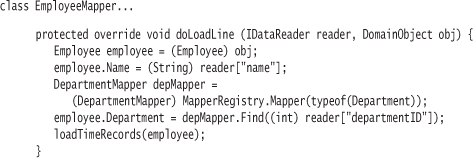 class EmployeeMapper...
protected override void doLoadLine (IDataReader reader, DomainObject obj) {
Employee employee = (Employee) obj;
employee.Name = (String) reader["name"];
DepartmentMapper depMapper =
(DepartmentMapper) MapperRegistry.Mapper(typeof(Department));
employee.Department = depMapper.Find((int) reader["departmentID"]);
loadTimeRecords(employee);
}